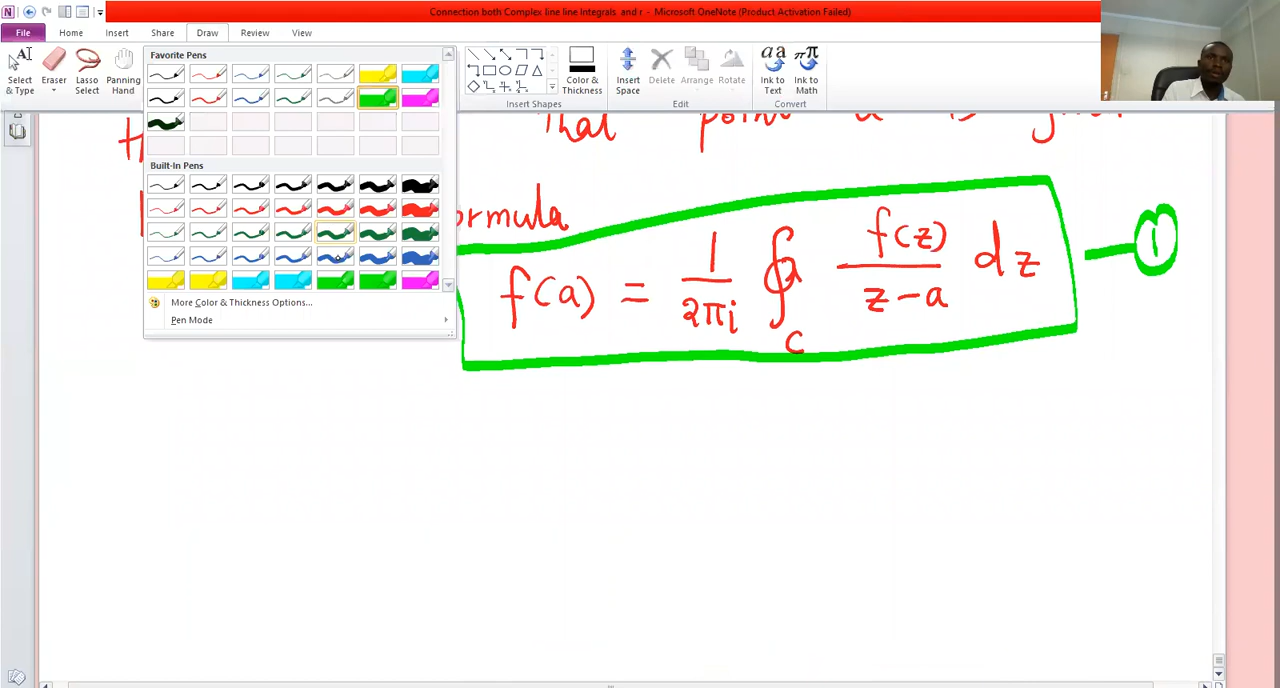 Connection both Complex line line Integrals and r - Microsoft OneNote (Product Activation Failed)
File Home Insert Share Draw Review View
Select & Type
Eraser
Lasso Select
Panning Hand
Favorite Pens
Built-In Pens
More Color & Thickness Options...
Pen Mode
Color & Thickness
Insert Shapes
Insert Space
Delete
Arrange
Rotate
Edit
Ink to Text
Ink to Math
Convert
That point a is
ormula
f(a) = 1/2πi ∮c f(z)/z-a dz — 1